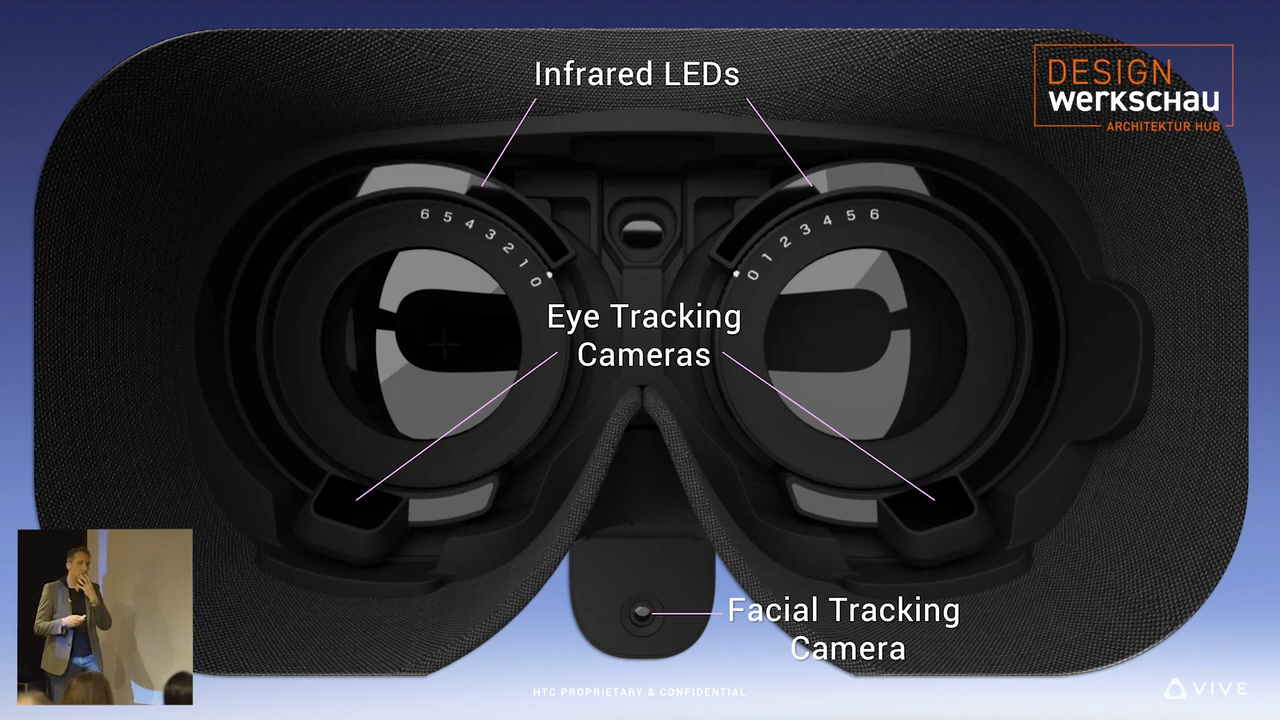 Infrared LEDs
DESIGN
werkschau
ARCHITEKTUR HUB
6 5 4 3 2 1 0
0 1 2 3 4 5 6
Eye Tracking
Cameras
Facial Tracking
Camera
HTC PROPRIETARY & CONFIDENTIAL
VIVE